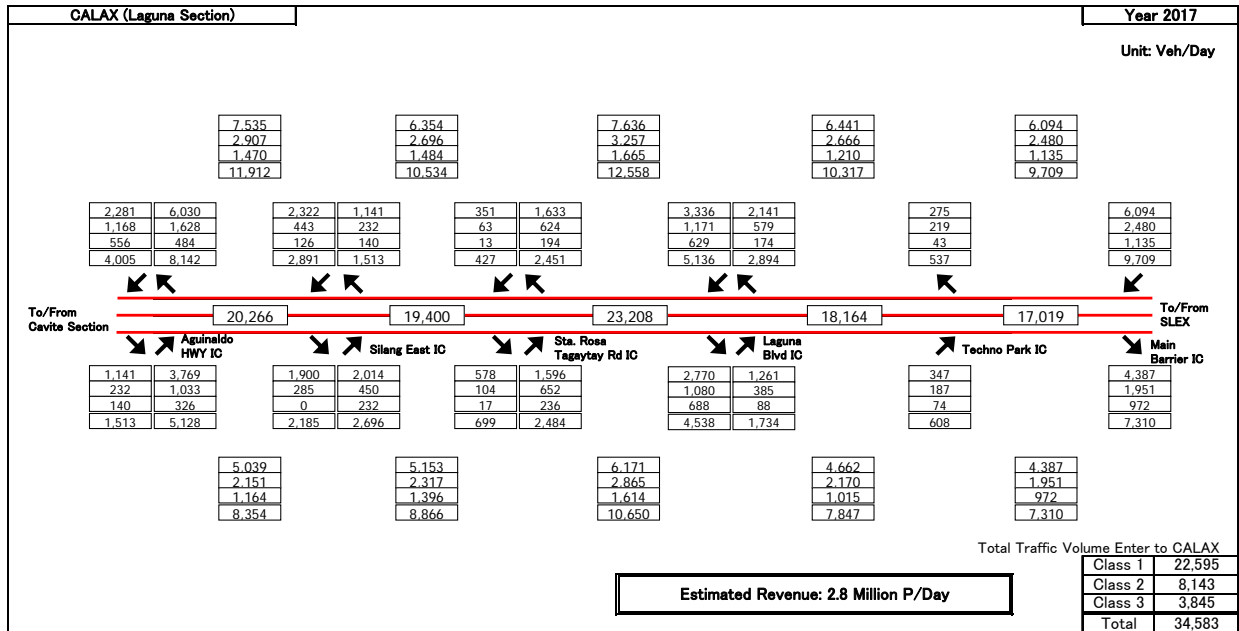 CALAX (Laguna Section) Year 2017
Unit: Veh/Day
7,535 6,354 7,636 6,441 6,094
2,907 2,696 3,257 2,666 2,480
1,470 1,484 1,665 1,210 1,135
11,912 10,534 12,558 10,317 9,709
2,281 6,030 2,322 1,141 351 1,633 3,336 2,141 275 6,094
1,168 1,628 443 232 63 624 1,171 579 219 2,480
556 484 126 140 13 194 629 174 43 1,135
4,005 8,142 2,891 1,513 427 2,451 5,136 2,894 537 9,709
To/From
Cavite Section
20,266 19,400 23,208 18,164 17,019
To/From
SLEX
Aguinaldo
HWY IC
Silang East IC
Sta. Rosa
Tagaytay Rd IC
Laguna
Blvd IC
Techno Park IC
Main
Barrier IC
1,141 3,769 1,900 2,014 578 1,596 2,770 1,261 347 4,387
232 1,033 285 450 104 652 1,080 385 187 1,951
140 326 0 232 17 236 688 88 74 972
1,513 5,128 2,185 2,696 699 2,484 4,538 1,734 608 7,310
5,039 5,153 6,171 4,662 4,387
2,151 2,317 2,865 2,170 1,951
1,164 1,396 1,614 1,015 972
8,354 8,866 10,650 7,847 7,310
Total Traffic Volume Enter to CALAX
Class 1 22,595
Class 2 8,143
Class 3 3,845
Total 34,583
Estimated Revenue: 2.8 Million P/Day